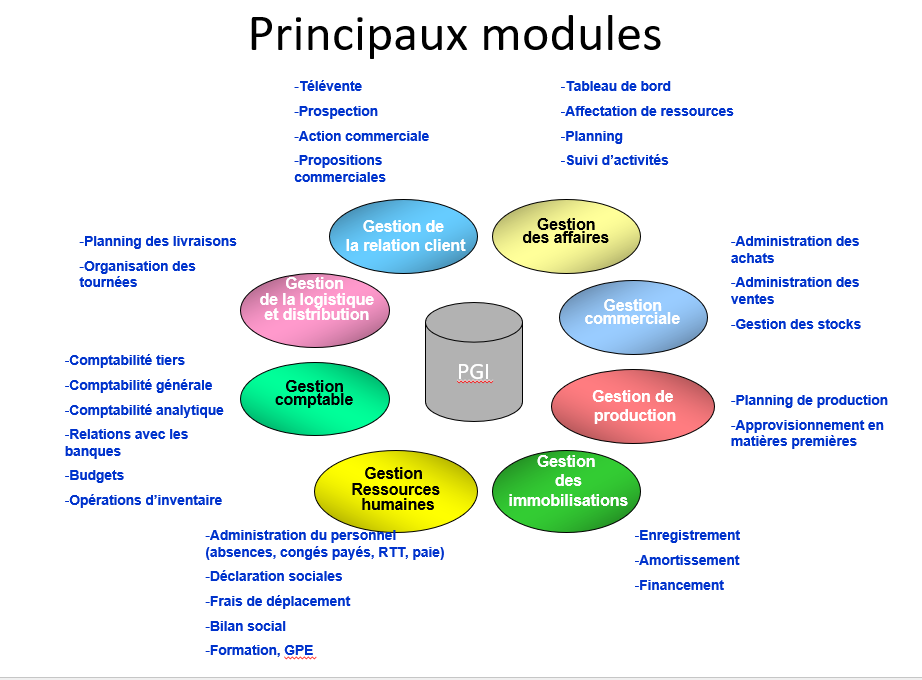 Principaux modules
-Télévente
-Prospection
-Action commerciale
-Propositions
commerciales
-Tableau de bord
-Affectation de ressources
-Planning
-Suivi d’activités
Gestion de
la relation client
Gestion
des affaires
-Planning des livraisons
-Organisation des
tournées
Gestion
de la logistique
et distribution
Gestion
commerciale
-Administration des
achats
-Administration des
ventes
-Gestion des stocks
PGI
-Comptabilité tiers
-Comptabilité générale
-Comptabilité analytique
-Relations avec les
banques
-Budgets
-Opérations d’inventaire
Gestion
comptable
Gestion de
production
-Planning de production
-Approvisionnement en
matières premières
Gestion
Ressources
humaines
Gestion
des
immobilisations
-Administration du personnel
(absences, congés payés, RTT, paie)
-Déclaration sociales
-Frais de déplacement
-Bilan social
-Formation, GPE
-Enregistrement
-Amortissement
-Financement